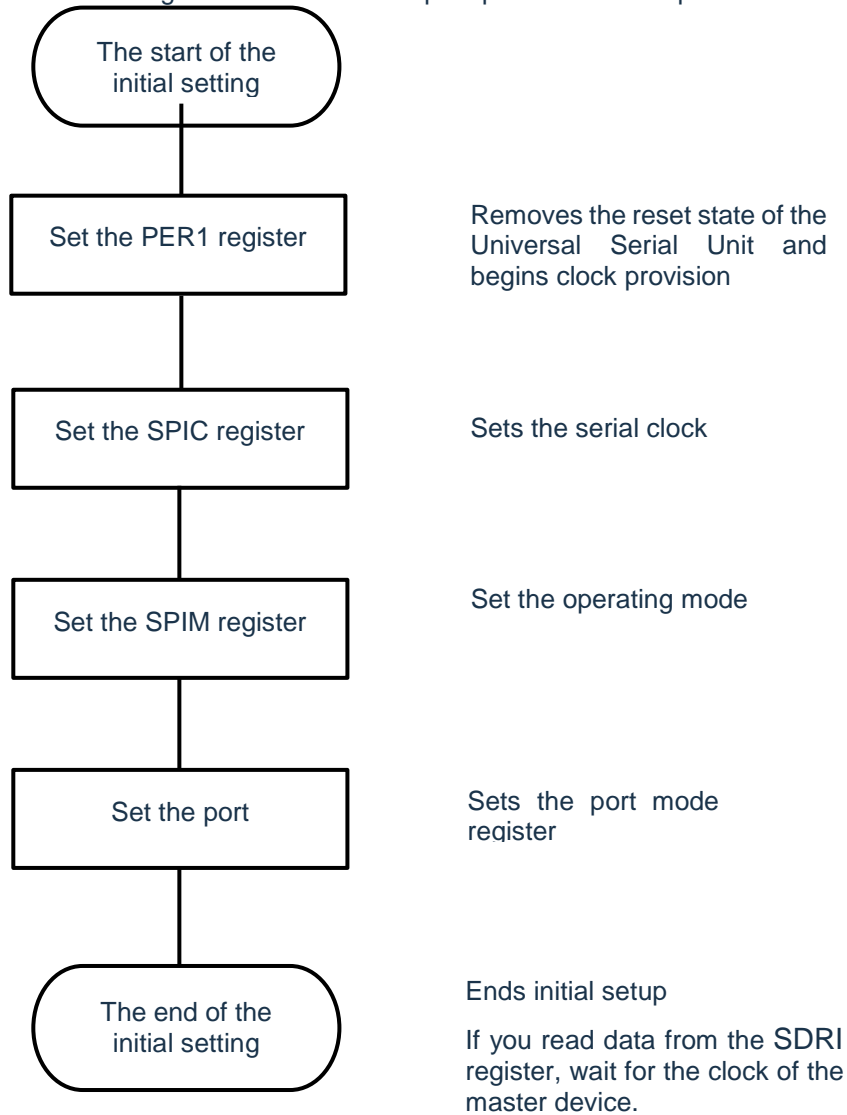 The start of the
initial setting
Set the PER1 register
Removes the reset state of the
Universal Serial Unit and
begins clock provision
Set the SPIC register
Sets the serial clock
Set the SPIM register
Set the operating mode
Set the port
Sets the port mode
register
The end of the
initial setting
Ends initial setup
If you read data from the SDRI
register, wait for the clock of the
master device.